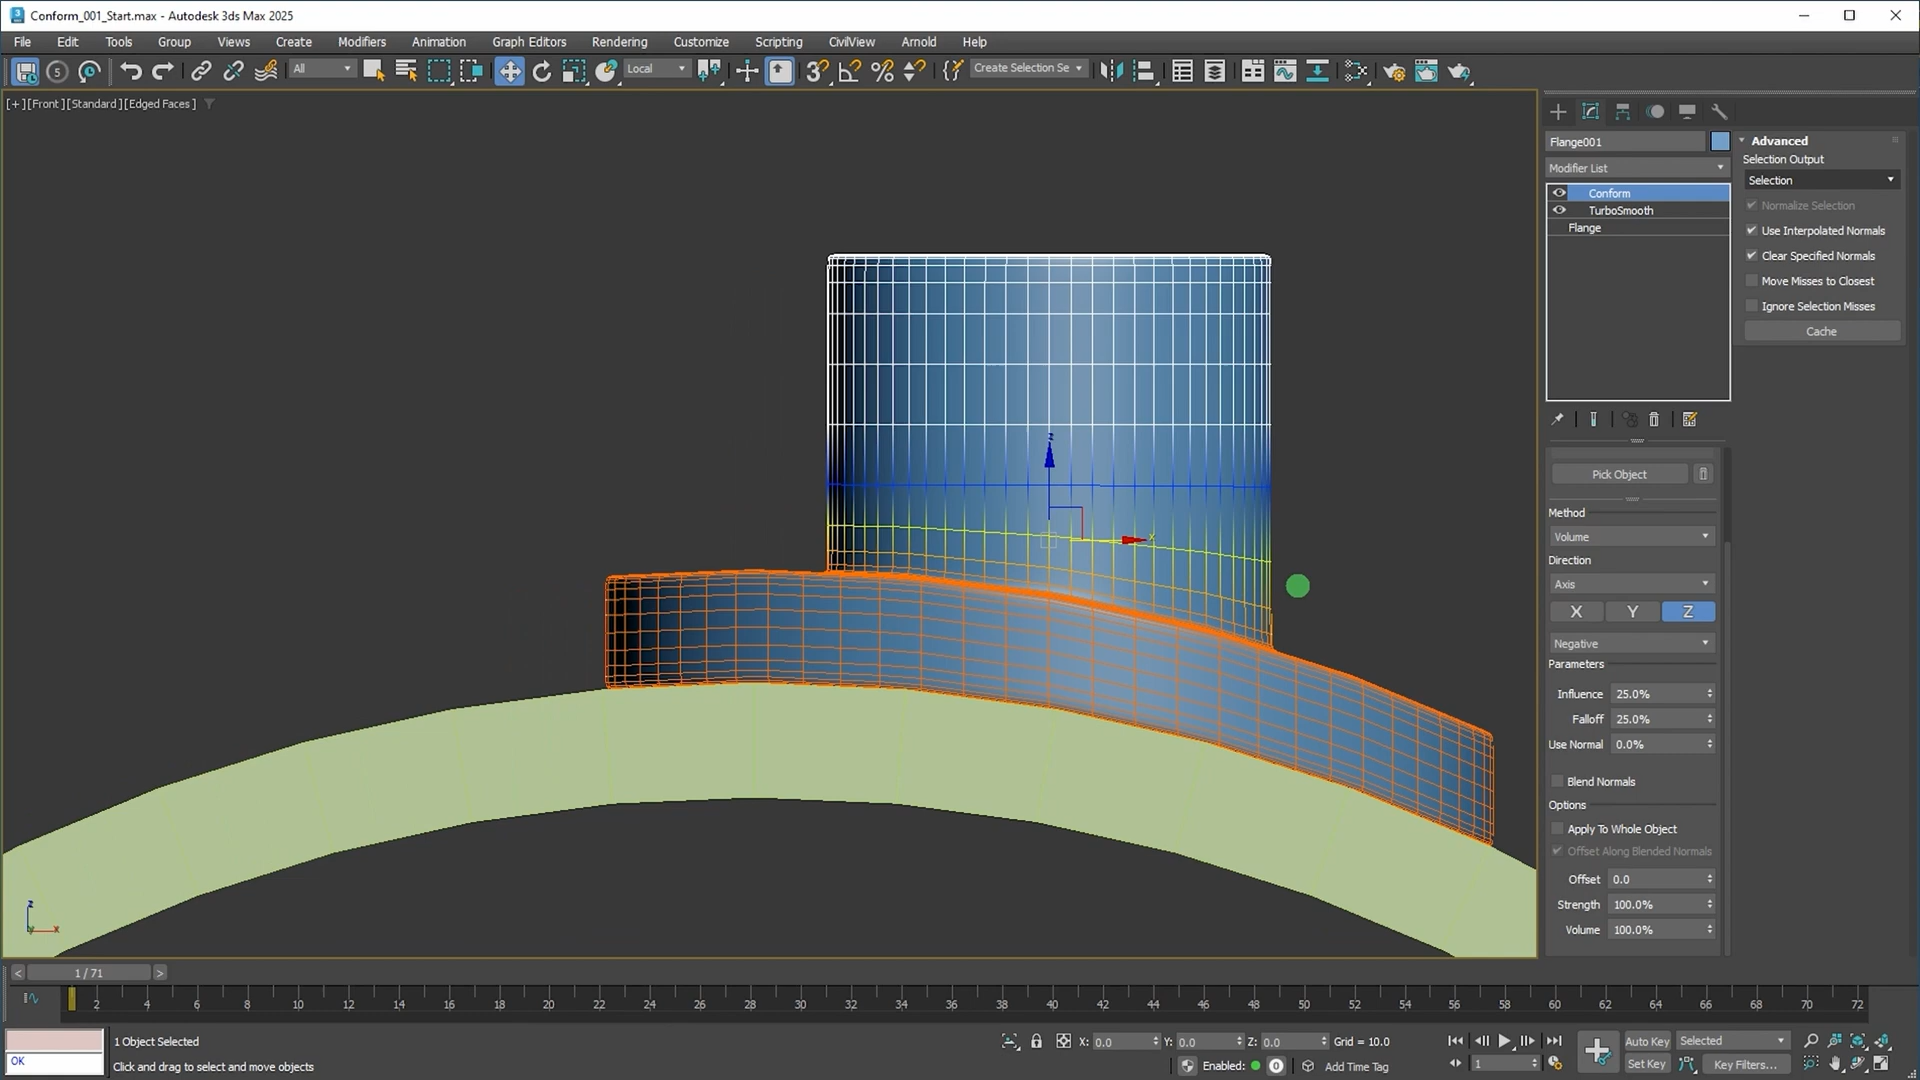 Conform_001_Start.max - Autodesk 3ds Max 2025
File Edit Tools Group Views Create Modifiers Animation Graph Editors Rendering Customize Scripting CivilView Arnold Help
All Local Create Selection Se
[+] [Front] [Standard] [Edged Faces]
Flange001
Modifier List
Conform
TurboSmooth
Flange
Advanced
Selection Output
Selection
Normalize Selection
Use Interpolated Normals
Clear Specified Normals
Move Misses to Closest
Ignore Selection Misses
Cache
z
x
Pick Object
Method
Volume
Direction
Axis
X Y Z
Negative
Parameters
Influence 25.0%
Falloff 25.0%
Use Normal 0.0%
Blend Normals
Options
Apply To Whole Object
Offset Along Blended Normals
Offset 0.0
Strength 100.0%
Volume 100.0%
z
y x
< 1 / 71 >
2 4 6 8 10 12 14 16 18 20 22 24 26 28 30 32 34 36 38 40 42 44 46 48 50 52 54 56 58 60 62 64 66 68 70 72
OK
1 Object Selected
Click and drag to select and move objects
X: 0.0 Y: 0.0 Z: 0.0 Grid = 10.0
Enabled: 0 Add Time Tag
1
Auto Key Selected
Set Key Key Filters...